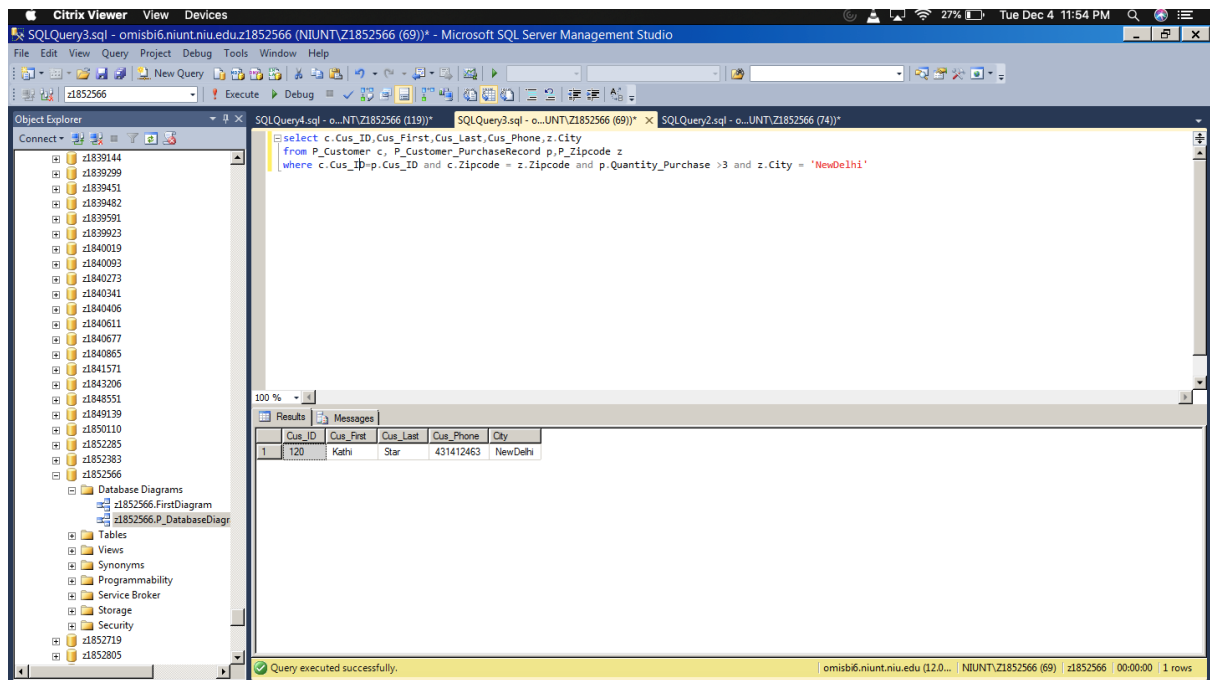 Citrix Viewer View Devices 27% Tue Dec 4 11:54 PM
SQLQuery3.sql - omisbi6.niunt.niu.edu.z1852566 (NIUNT\Z1852566 (69))* - Microsoft SQL Server Management Studio
File Edit View Query Project Debug Tools Window Help
New Query
z1852566 Execute Debug
Object Explorer
Connect
z1839144
z1839299
z1839451
z1839482
z1839591
z1839923
z1840019
z1840093
z1840273
z1840341
z1840406
z1840611
z1840677
z1840865
z1841571
z1843206
z1848551
z1849139
z1850110
z1852285
z1852383
z1852566
Database Diagrams
z1852566.FirstDiagram
z1852566.P_DatabaseDiagr
Tables
Views
Synonyms
Programmability
Service Broker
Storage
Security
z1852719
z1852805
SQLQuery4.sql - o...NT\Z1852566 (119))* SQLQuery3.sql - o...UNT\Z1852566 (69))* SQLQuery2.sql - o...UNT\Z1852566 (74))*
select c.Cus_ID,Cus_First,Cus_Last,Cus_Phone,z.City
from P_Customer c, P_Customer_PurchaseRecord p,P_Zipcode z
where c.Cus_ID=p.Cus_ID and c.Zipcode = z.Zipcode and p.Quantity_Purchase >3 and z.City = 'NewDelhi'
100 %
Results Messages
Cus_ID Cus_First Cus_Last Cus_Phone City
1 120 Kathi Star 431412463 NewDelhi
Query executed successfully. omisbi6.niunt.niu.edu (12.0... NIUNT\Z1852566 (69) z1852566 00:00:00 1 rows